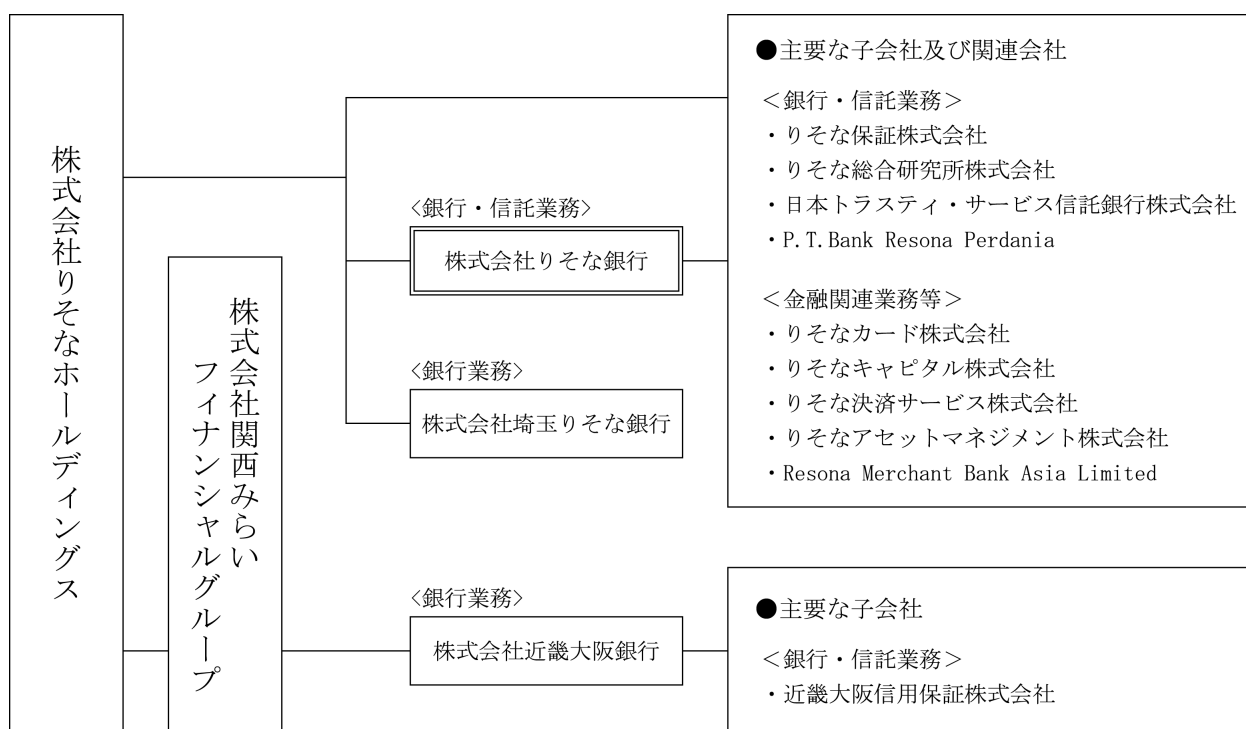 株式会社りそなホールディングス
株式会社関西みらい
フィナンシャルグループ
<銀行・信託業務>
株式会社りそな銀行
<銀行業務>
株式会社埼玉りそな銀行
<銀行業務>
株式会社近畿大阪銀行
●主要な子会社及び関連会社
＜銀行・信託業務＞
・りそな保証株式会社
・りそな総合研究所株式会社
・日本トラスティ・サービス信託銀行株式会社
・P.T.Bank Resona Perdania
＜金融関連業務等＞
・りそなカード株式会社
・りそなキャピタル株式会社
・りそな決済サービス株式会社
・りそなアセットマネジメント株式会社
・Resona Merchant Bank Asia Limited
●主要な子会社
＜銀行・信託業務＞
・近畿大阪信用保証株式会社